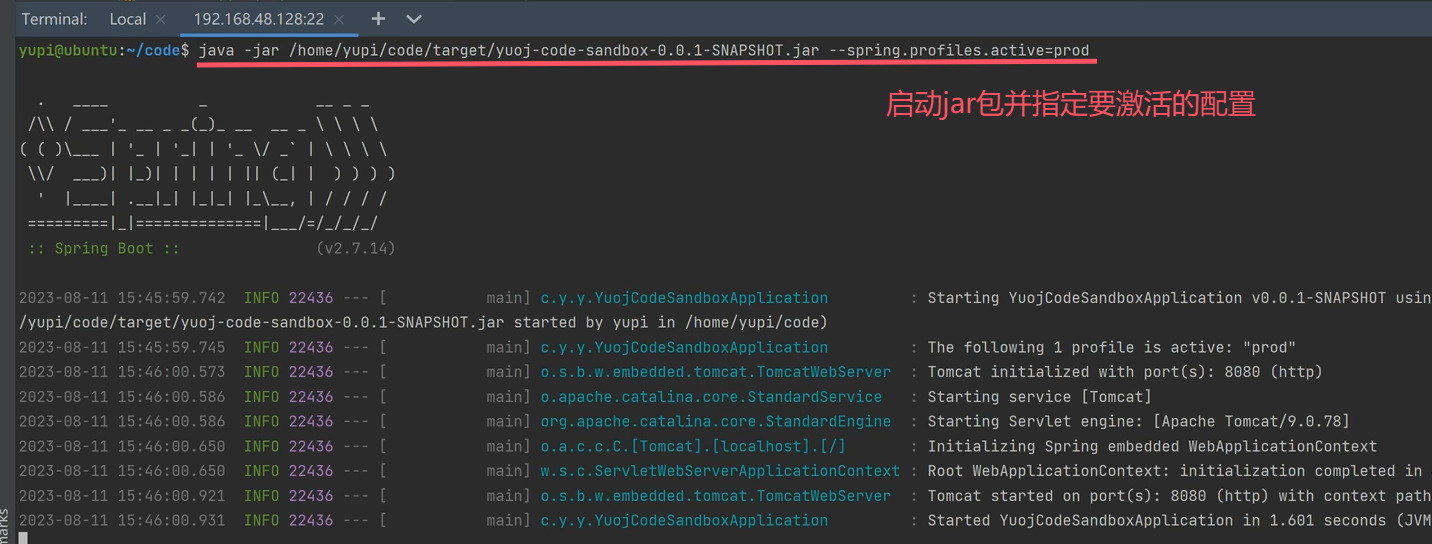 Terminal: Local × 192.168.48.128:22 × +
yupi@ubuntu:~/code$ java -jar /home/yupi/code/target/yuoj-code-sandbox-0.0.1-SNAPSHOT.jar --spring.profiles.active=prod
启动jar包并指定要激活的配置
  .   ____          _            __ _ _
 /\\ / ___'_ __ _ _(_)_ __  __ _ \ \ \ \
( ( )\___ | '_ | '_| | '_ \/ _` | \ \ \ \
 \\/  ___)| |_)| | | | | || (_| |  ) ) ) )
  '  |____| .__|_| |_|_| |_\__, | / / / /
 =========|_|==============|___/=/_/_/_/
 :: Spring Boot ::                (v2.7.14)
2023-08-11 15:45:59.742  INFO 22436 --- [           main] c.y.y.YuojCodeSandboxApplication         : Starting YuojCodeSandboxApplication v0.0.1-SNAPSHOT usin
/yupi/code/target/yuoj-code-sandbox-0.0.1-SNAPSHOT.jar started by yupi in /home/yupi/code)
2023-08-11 15:45:59.745  INFO 22436 --- [           main] c.y.y.YuojCodeSandboxApplication         : The following 1 profile is active: "prod"
2023-08-11 15:46:00.573  INFO 22436 --- [           main] o.s.b.w.embedded.tomcat.TomcatWebServer  : Tomcat initialized with port(s): 8080 (http)
2023-08-11 15:46:00.586  INFO 22436 --- [           main] o.apache.catalina.core.StandardService   : Starting service [Tomcat]
2023-08-11 15:46:00.586  INFO 22436 --- [           main] org.apache.catalina.core.StandardEngine  : Starting Servlet engine: [Apache Tomcat/9.0.78]
2023-08-11 15:46:00.650  INFO 22436 --- [           main] o.a.c.c.C.[Tomcat].[localhost].[/]       : Initializing Spring embedded WebApplicationContext
2023-08-11 15:46:00.650  INFO 22436 --- [           main] w.s.c.ServletWebServerApplicationContext : Root WebApplicationContext: initialization completed in
2023-08-11 15:46:00.921  INFO 22436 --- [           main] o.s.b.w.embedded.tomcat.TomcatWebServer  : Tomcat started on port(s): 8080 (http) with context path
2023-08-11 15:46:00.931  INFO 22436 --- [           main] c.y.y.YuojCodeSandboxApplication         : Started YuojCodeSandboxApplication in 1.601 seconds (JVM
marks